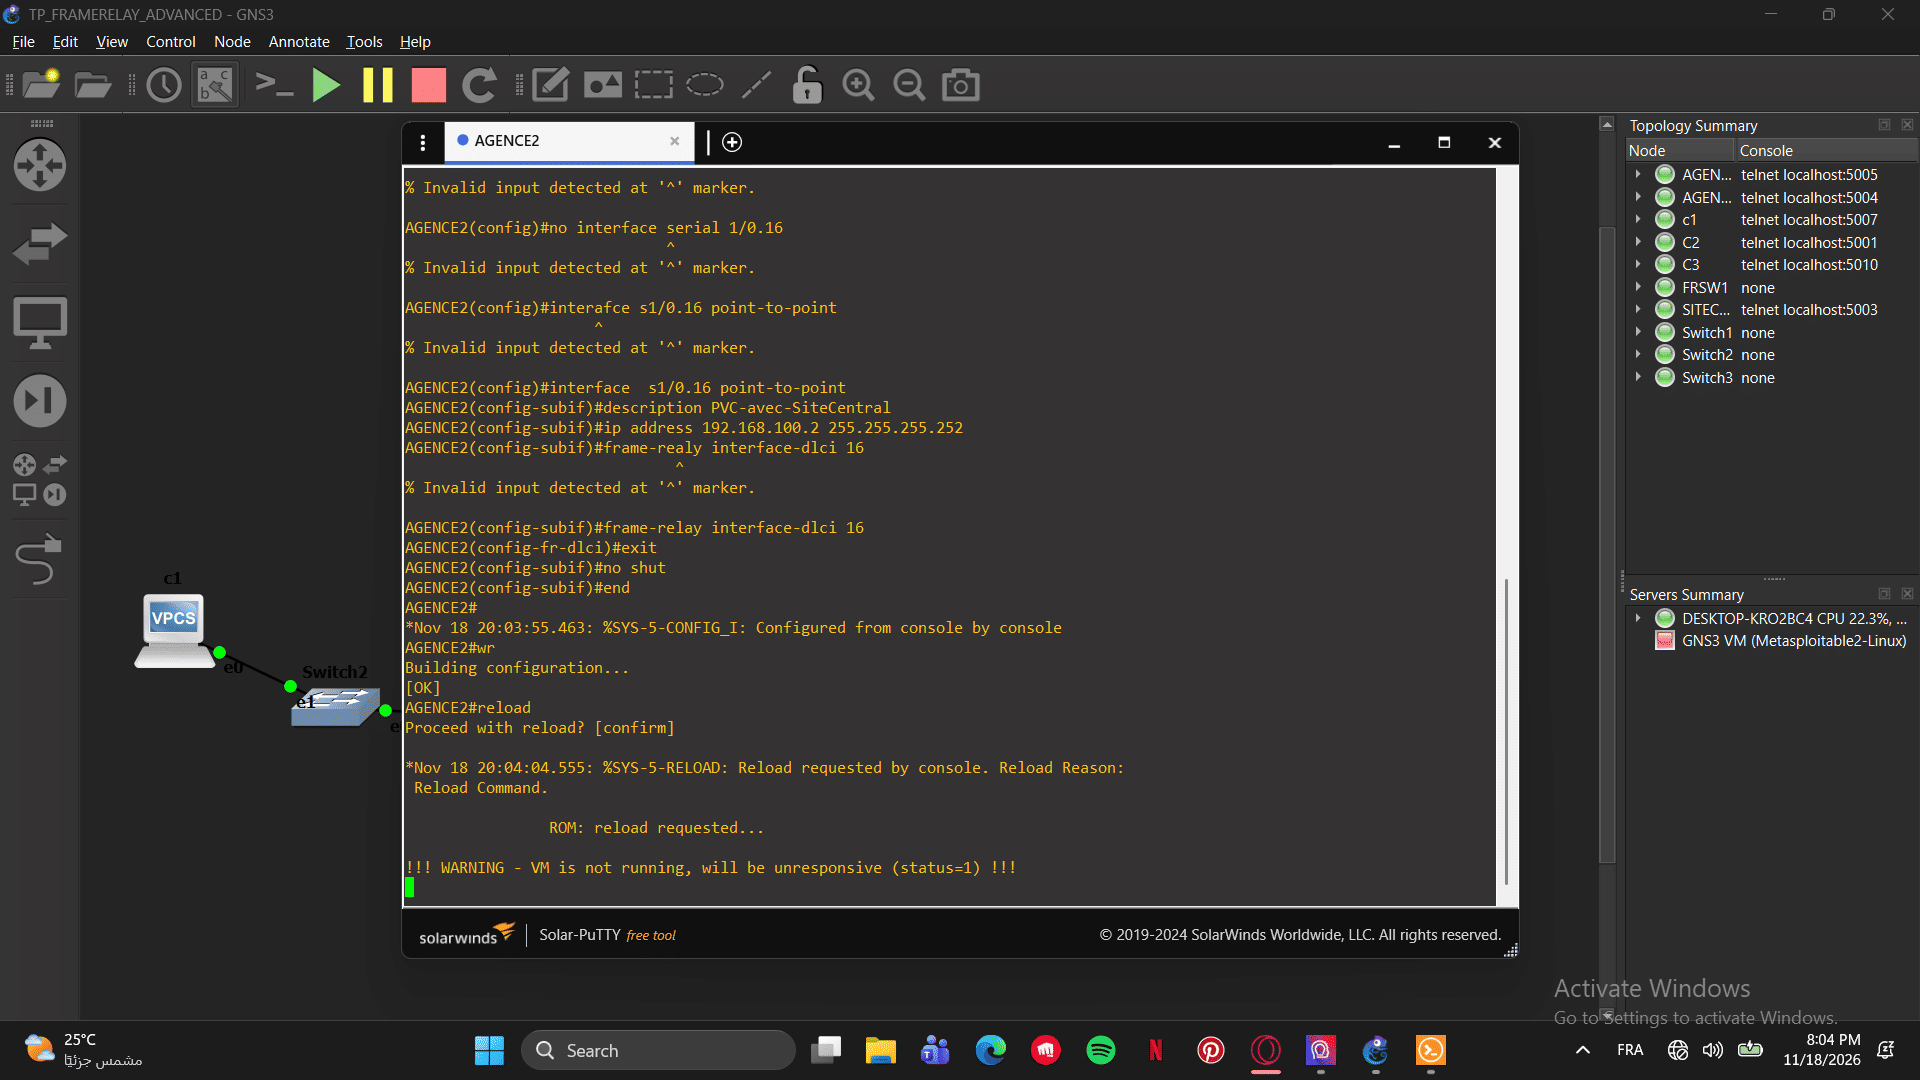 TP_FRAMERELAY_ADVANCED - GNS3
File Edit View Control Node Annotate Tools Help
AGENCE2
% Invalid input detected at '^' marker.
AGENCE2(config)#no interface serial 1/0.16
^
% Invalid input detected at '^' marker.
AGENCE2(config)#interafce s1/0.16 point-to-point
^
% Invalid input detected at '^' marker.
AGENCE2(config)#interface  s1/0.16 point-to-point
AGENCE2(config-subif)#description PVC-avec-SiteCentral
AGENCE2(config-subif)#ip address 192.168.100.2 255.255.255.252
AGENCE2(config-subif)#frame-realy interface-dlci 16
^
% Invalid input detected at '^' marker.
AGENCE2(config-subif)#frame-relay interface-dlci 16
AGENCE2(config-fr-dlci)#exit
AGENCE2(config-subif)#no shut
AGENCE2(config-subif)#end
AGENCE2#
*Nov 18 20:03:55.463: %SYS-5-CONFIG_I: Configured from console by console
AGENCE2#wr
Building configuration...
[OK]
AGENCE2#reload
Proceed with reload? [confirm]
*Nov 18 20:04:04.555: %SYS-5-RELOAD: Reload requested by console. Reload Reason:
Reload Command.
ROM: reload requested...
!!! WARNING - VM is not running, will be unresponsive (status=1) !!!
solarwinds Solar-PuTTY free tool
© 2019-2024 SolarWinds Worldwide, LLC. All rights reserved.
c1
VPCS
e0
Switch2
e1
e
Topology Summary
Node Console
AGEN... telnet localhost:5005
AGEN... telnet localhost:5004
c1 telnet localhost:5007
C2 telnet localhost:5001
C3 telnet localhost:5010
FRSW1 none
SITEC... telnet localhost:5003
Switch1 none
Switch2 none
Switch3 none
Servers Summary
DESKTOP-KRO2BC4 CPU 22.3%, ...
GNS3 VM (Metasploitable2-Linux)
Activate Windows
Go to Settings to activate Windows.
25°C
مشمس جزئيًا
Search
FRA
8:04 PM
11/18/2026